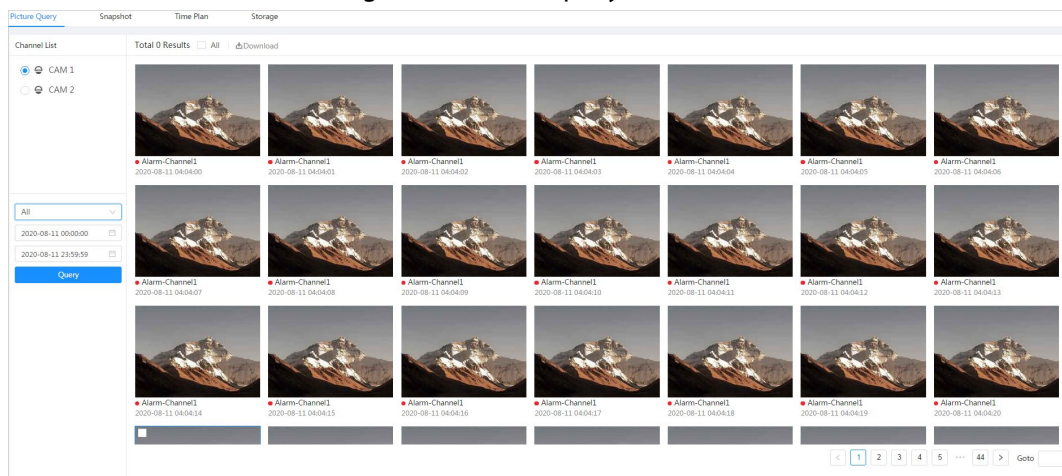 Picture Query Snapshot Time Plan Storage
Channel List
Total 0 Results All Download
CAM 1
CAM 2
All
2020-08-11 00:00:00
2020-08-11 23:59:59
Query
Alarm-Channel1 Alarm-Channel1 Alarm-Channel1 Alarm-Channel1 Alarm-Channel1 Alarm-Channel1 Alarm-Channel1
2020-08-11 04:04:00 2020-08-11 04:04:01 2020-08-11 04:04:02 2020-08-11 04:04:03 2020-08-11 04:04:04 2020-08-11 04:04:05 2020-08-11 04:04:06
Alarm-Channel1 Alarm-Channel1 Alarm-Channel1 Alarm-Channel1 Alarm-Channel1 Alarm-Channel1 Alarm-Channel1
2020-08-11 04:04:07 2020-08-11 04:04:08 2020-08-11 04:04:09 2020-08-11 04:04:10 2020-08-11 04:04:11 2020-08-11 04:04:12 2020-08-11 04:04:13
Alarm-Channel1 Alarm-Channel1 Alarm-Channel1 Alarm-Channel1 Alarm-Channel1 Alarm-Channel1 Alarm-Channel1
2020-08-11 04:04:14 2020-08-11 04:04:15 2020-08-11 04:04:16 2020-08-11 04:04:17 2020-08-11 04:04:18 2020-08-11 04:04:19 2020-08-11 04:04:20
< 1 2 3 4 5 ··· 44 > Goto